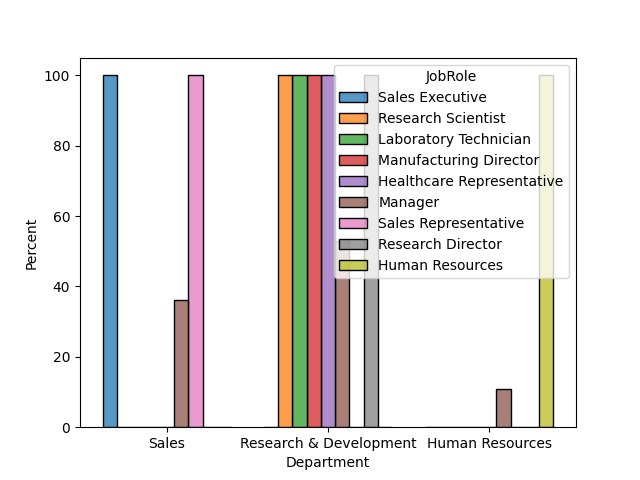 100
80
60
40
20
0
Percent
JobRole
Sales Executive
Research Scientist
Laboratory Technician
Manufacturing Director
Healthcare Representative
Manager
Sales Representative
Research Director
Human Resources
Sales
Research & Development
Human Resources
Department